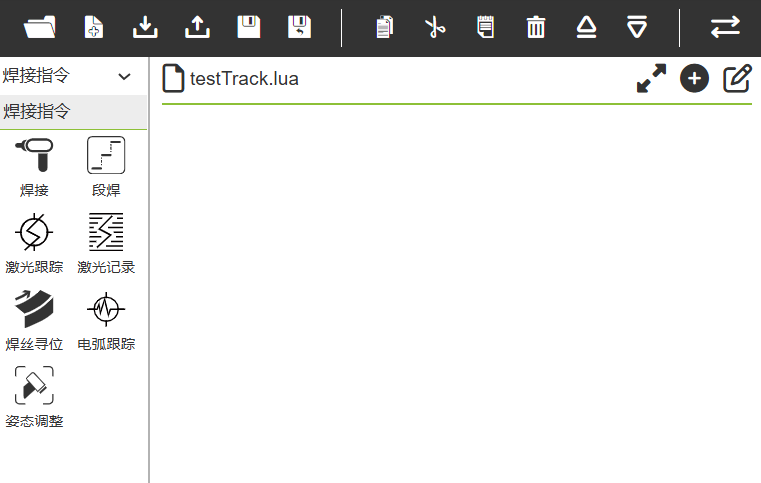 焊接指令
testTrack.lua
焊接指令
焊接
段焊
激光跟踪
激光记录
焊丝寻位
电弧跟踪
姿态调整